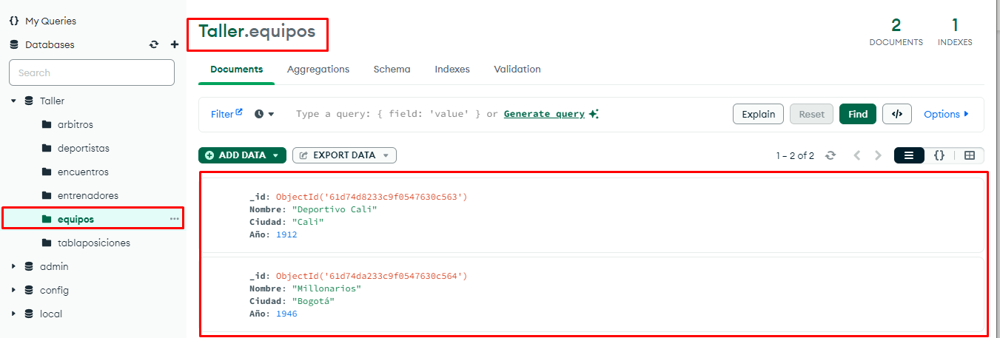 {} My Queries
Databases
Search
Taller
arbitros
deportistas
encuentros
entrenadores
equipos
tablaposiciones
admin
config
local
Taller.equipos
2
DOCUMENTS
1
INDEXES
Documents Aggregations Schema Indexes Validation
Filter Type a query: { field: 'value' } or Generate query Explain Reset Find </> Options
ADD DATA EXPORT DATA 1 – 2 of 2 {}
_id: ObjectId('61d74d8233c9f0547630c563')
Nombre: "Deportivo Cali"
Ciudad: "Cali"
Año: 1912
_id: ObjectId('61d74da233c9f0547630c564')
Nombre: "Millonarios"
Ciudad: "Bogotá"
Año: 1946